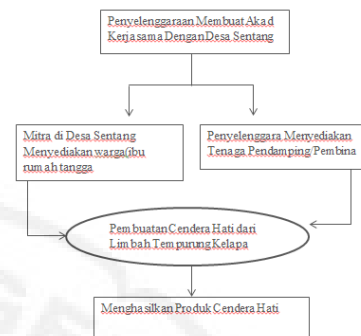 Penyelenggaraan Membuat Akad
Kerjasama Dengan Desa Sentang
Mitra di Desa Sentang
Menyediakan warga(ibu
rumah tangga
Penyelenggara Menyediakan
Tenaga Pendamping/Pembina
Pembuatan Cendera Hati dari
Limbah Tempurung Kelapa
Menghasilkan Produk Cendera Hati